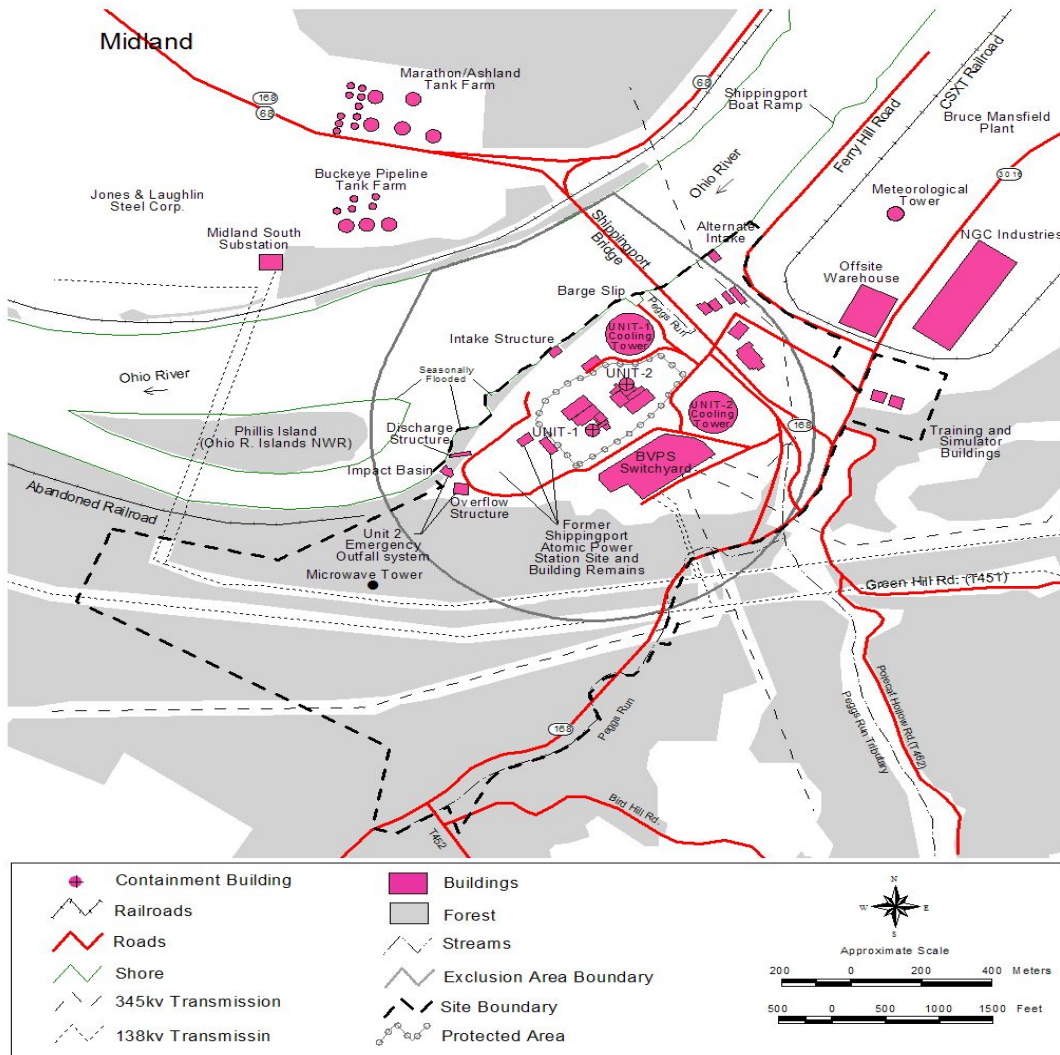 Midland
Marathon/Ashland
Tank Farm
168
68
68
Shippingport
Boat Ramp
Ferry Hill Road
CSXT Railroad
Bruce Mansfield
Plant
3016
Buckeye Pipeline
Tank Farm
Jones & Laughlin
Steel Corp.
Midland South
Substation
Ohio River
Meteorological
Tower
Shippingport
Bridge
Alternate
Intake
NGC Industries
Offsite
Warehouse
Barge Slip
Peggs Run
UNIT-1
Cooling
Tower
Intake Structure
UNIT-2
Ohio River
Seasonally
Flooded
Phillis Island
(Ohio R. Islands NWR)
Discharge
Structure
UNIT-1
UNIT-2
Cooling
Tower
168
Training and
Simulator
Buildings
BVPS
Switchyard
Impact Basin
Abandoned Railroad
Overflow
Structure
Unit 2
Emergency
Outfall system
Former
Shippingport
Atomic Power
Station Site and
Building Remains
Microwave Tower
Green Hill Rd. (T451)
Polecat Hollow Rd.(T462)
Peggs Run Tributary
Peggs Run
168
Bird Hill Rd.
T452
Containment Building
Railroads
Roads
Shore
345kv Transmission
138kv Transmissin
Buildings
Forest
Streams
Exclusion Area Boundary
Site Boundary
Protected Area
N
W E
S
Approximate Scale
200 0 200 400 Meters
500 0 500 1000 1500 Feet